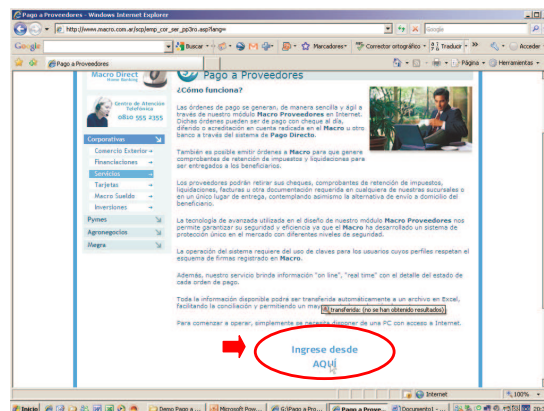 Pago a Proveedores - Windows Internet Explorer
http://www.macro.com.ar/scp/emp_cor_ser_pp3ro.asp?lang=
Google
Google
Buscar
Marcadores
Corrector ortográfico
Traducir
Acceder
Pago a Proveedores
Página
Herramientas
Macro Direct
Home Banking
Centro de Atención
Telefónica
0810 555 2355
Corporativas
Comercio Exterior
Financiaciones
Servicios
Tarjetas
Macro Sueldo
Inversiones
Pymes
Agronegocios
Megra
Pago a Proveedores
¿Cómo funciona?
Las órdenes de pago se generan, de manera sencilla y ágil a
través de nuestro módulo Macro Proveedores en Internet.
Dichas órdenes pueden ser de pago con cheque al día,
diferido o acreditación en cuenta radicada en el Macro u otro
banco a través del sistema de Pago Directo.
También es posible emitir órdenes a Macro para que genere
comprobantes de retención de impuestos y liquidaciones para
ser entregados a los beneficiarios.
Los proveedores podrán retirar sus cheques, comprobantes de retención de impuestos,
liquidaciones, facturas u otra documentación requerida en cualquiera de nuestras sucursales o
en un único lugar de entrega, contemplando asimismo la alternativa de envío a domicilio del
beneficiario.
La tecnología de avanzada utilizada en el diseño de nuestro módulo Macro Proveedores nos
permite garantizar su seguridad y eficiencia ya que el Macro ha desarrollado un sistema de
protección único en el mercado con diferentes niveles de seguridad.
La operación del sistema requiere del uso de claves para los usuarios cuyos perfiles respetan el
esquema de firmas registrado en Macro.
Además, nuestro servicio brinda información "on line", "real time" con el detalle del estado de
cada orden de pago.
Toda la información disponible podrá ser transferida automáticamente a un archivo en Excel,
facilitando la conciliación y permitiendo un
transferida: (no se han obtenido resultados)
Para comenzar a operar, simplemente se necesita disponer de una PC con acceso a Internet.
Ingrese desde
AQUÍ
Internet
100%
Inicio
Demo Pago a ...
Microsoft Pow...
G:\Pago a Pro...
Pago a Prove...
Documento1 - ...